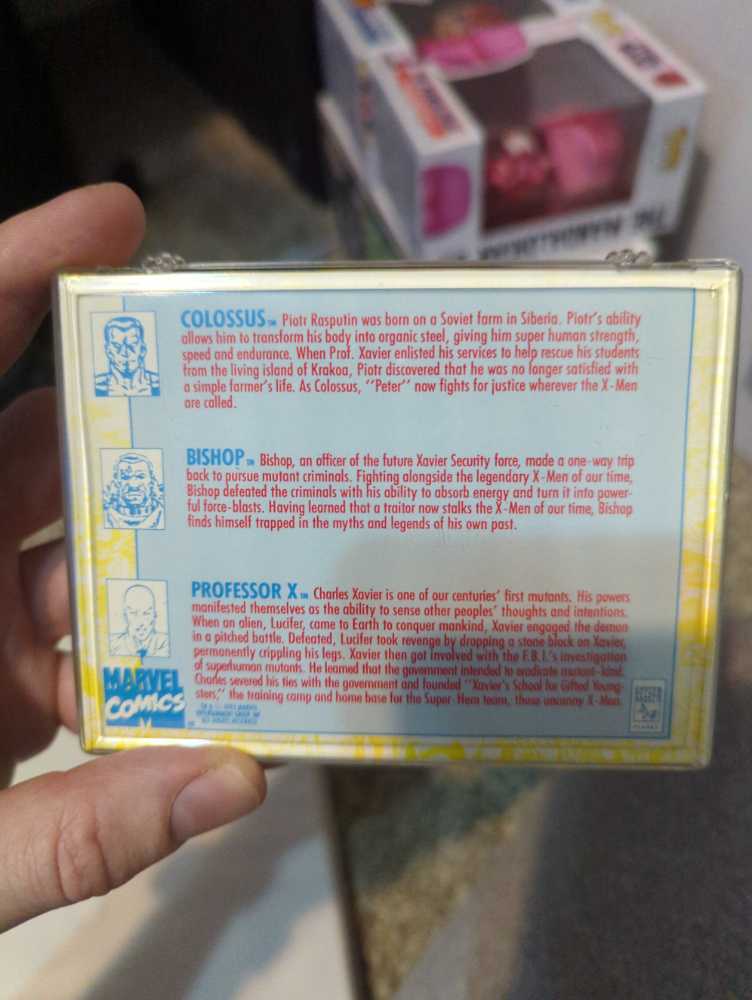 COLOSSUS™ Piotr Rasputin was born on a Soviet farm in Siberia. Piotr's ability
allows him to transform his body into organic steel, giving him super human strength,
speed and endurance. When Prof. Xavier enlisted his services to help rescue his students
from the living island of Krakoa, Piotr discovered that he was no longer satisfied with
a simple farmer's life. As Colossus, "Peter" now fights for justice wherever the X-Men
are called.
BISHOP™ Bishop, an officer of the future Xavier Security force, made a one-way trip
back to pursue mutant criminals. Fighting alongside the legendary X-Men of our time,
Bishop defeated the criminals with his ability to absorb energy and turn it into power-
ful force-blasts. Having learned that a traitor now stalks the X-Men of our time, Bishop
finds himself trapped in the myths and legends of his own past.
PROFESSOR X™ Charles Xavier is one of our centuries' first mutants. His powers
manifested themselves as the ability to sense other peoples' thoughts and intentions.
When an alien, Lucifer, came to Earth to conquer mankind, Xavier engaged the demon
in a pitched battle. Defeated, Lucifer took revenge by dropping a stone block on Xavier,
permanently crippling his legs. Xavier then got involved with the F.B.I.'s investigation
of superhuman mutants. He learned that the government intended to eradicate mutant-kind.
Charles severed his ties with the government and founded "Xavier's School for Gifted Young-
sters," the training camp and home base for the Super-Hero team, those uncanny X-Men.
MARVEL
COMICS
TM & © MARVEL
ENTERTAINMENT GROUP, INC
ALL RIGHTS RESERVED